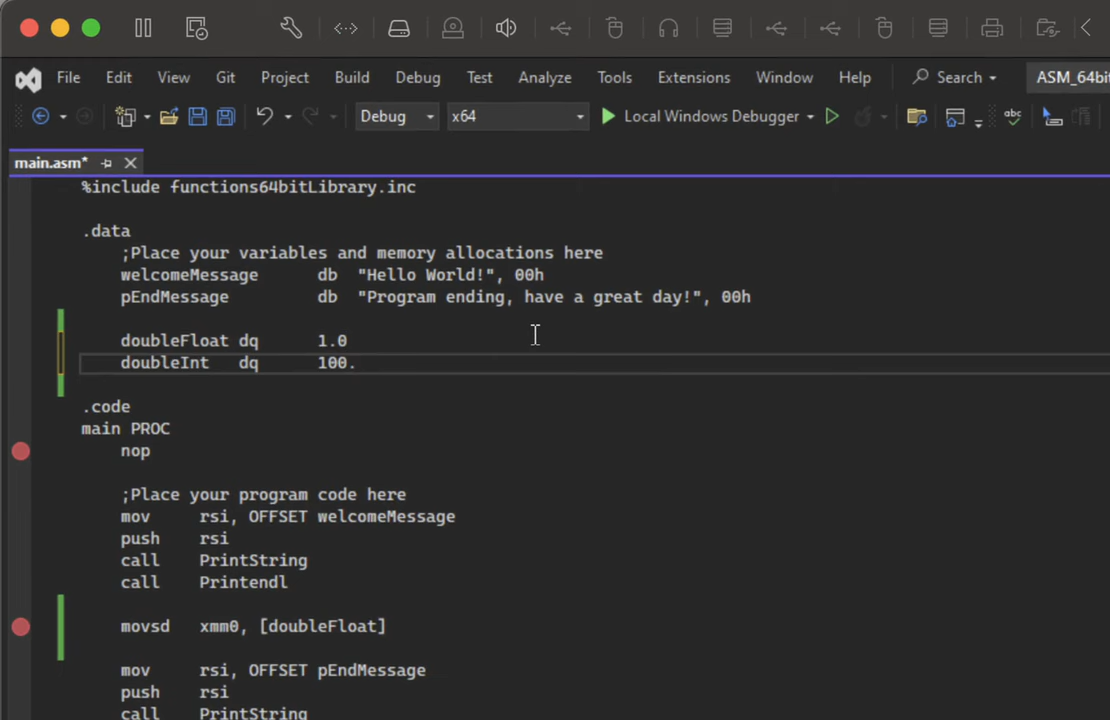 File Edit View Git Project Build Debug Test Analyze Tools Extensions Window Help Search ASM_64bit
Debug x64 Local Windows Debugger abc
main.asm*
%include functions64bitLibrary.inc
.data
;Place your variables and memory allocations here
welcomeMessage db "Hello World!", 00h
pEndMessage db "Program ending, have a great day!", 00h
doubleFloat dq 1.0
doubleInt dq 100.
.code
main PROC
nop
;Place your program code here
mov rsi, OFFSET welcomeMessage
push rsi
call PrintString
call Printendl
movsd xmm0, [doubleFloat]
mov rsi, OFFSET pEndMessage
push rsi
call PrintString